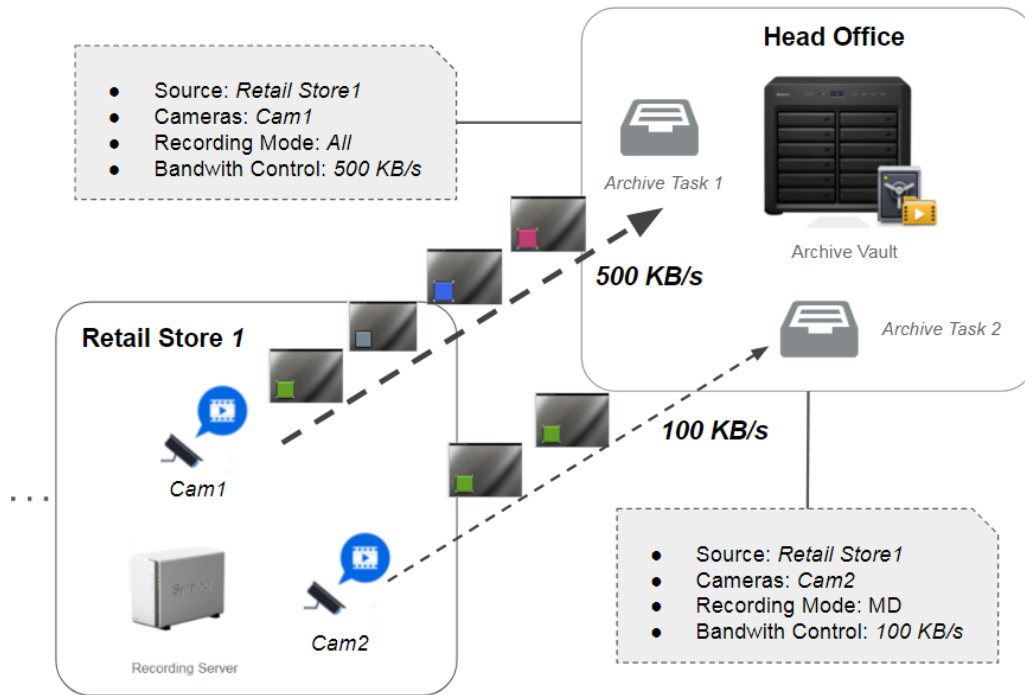 Head Office
● Source: Retail Store1
● Cameras: Cam1
● Recording Mode: All
● Bandwith Control: 500 KB/s
Archive Task 1
Archive Vault
500 KB/s
Retail Store 1
Archive Task 2
100 KB/s
Cam1
...
● Source: Retail Store1
● Cameras: Cam2
● Recording Mode: MD
● Bandwith Control: 100 KB/s
Synology
Cam2
Recording Server